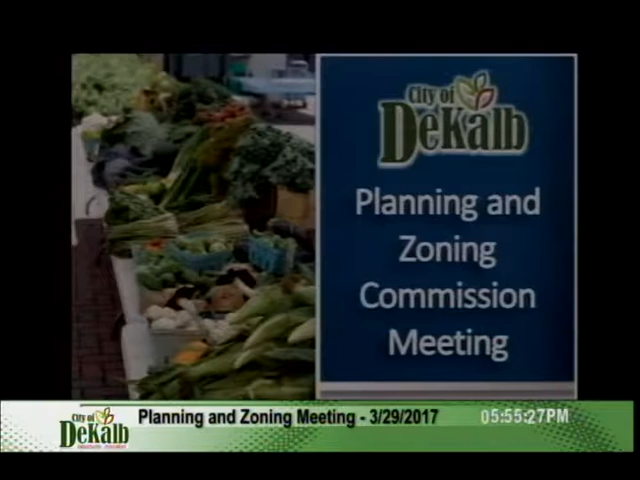 City of
DeKalb
Planning and
Zoning
Commission
Meeting
City of
DeKalb
Planning and Zoning Meeting - 3/29/2017
05:55:27PM